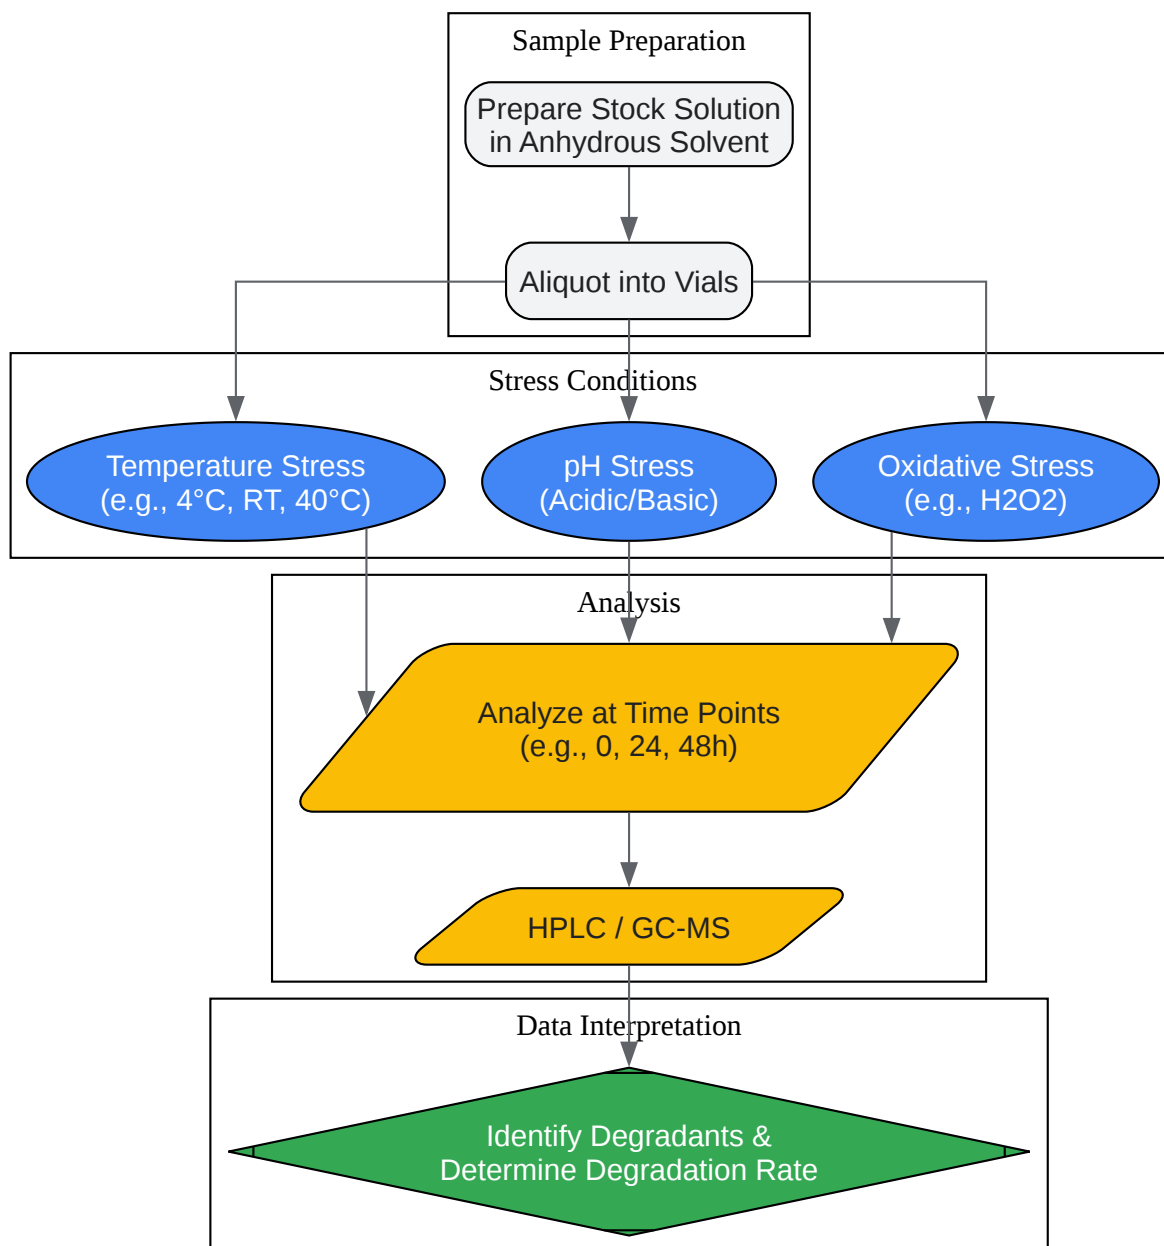 Sample Preparation
Prepare Stock Solution
in Anhydrous Solvent
Aliquot into Vials
Stress Conditions
Temperature Stress
(e.g., 4°C, RT, 40°C)
pH Stress
(Acidic/Basic)
Oxidative Stress
(e.g., H2O2)
Analysis
Analyze at Time Points
(e.g., 0, 24, 48h)
HPLC / GC-MS
Data Interpretation
Identify Degradants &
Determine Degradation Rate